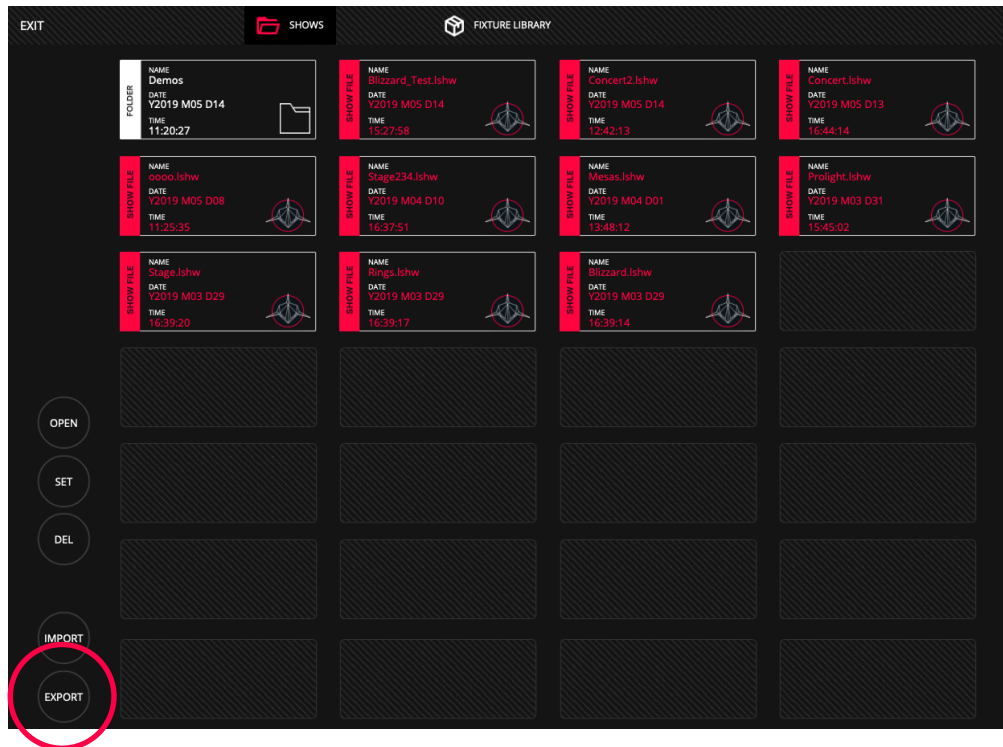 EXIT
SHOWS
FIXTURE LIBRARY
FOLDER
NAME
Demos
DATE
Y2019 M05 D14
TIME
11:20:27
SHOW FILE
NAME
Blizzard_Test.lshw
DATE
Y2019 M05 D14
TIME
15:27:58
SHOW FILE
NAME
Concert2.lshw
DATE
Y2019 M05 D14
TIME
12:42:13
SHOW FILE
NAME
Concert.lshw
DATE
Y2019 M05 D13
TIME
16:44:14
SHOW FILE
NAME
oooo.lshw
DATE
Y2019 M05 D08
TIME
11:25:35
SHOW FILE
NAME
Stage234.lshw
DATE
Y2019 M04 D10
TIME
16:37:51
SHOW FILE
NAME
Mesas.lshw
DATE
Y2019 M04 D01
TIME
13:48:12
SHOW FILE
NAME
Prolight.lshw
DATE
Y2019 M03 D31
TIME
15:45:02
SHOW FILE
NAME
Stage.lshw
DATE
Y2019 M03 D29
TIME
16:39:20
SHOW FILE
NAME
Rings.lshw
DATE
Y2019 M03 D29
TIME
16:39:17
SHOW FILE
NAME
Blizzard.lshw
DATE
Y2019 M03 D29
TIME
16:39:14
OPEN
SET
DEL
IMPORT
EXPORT